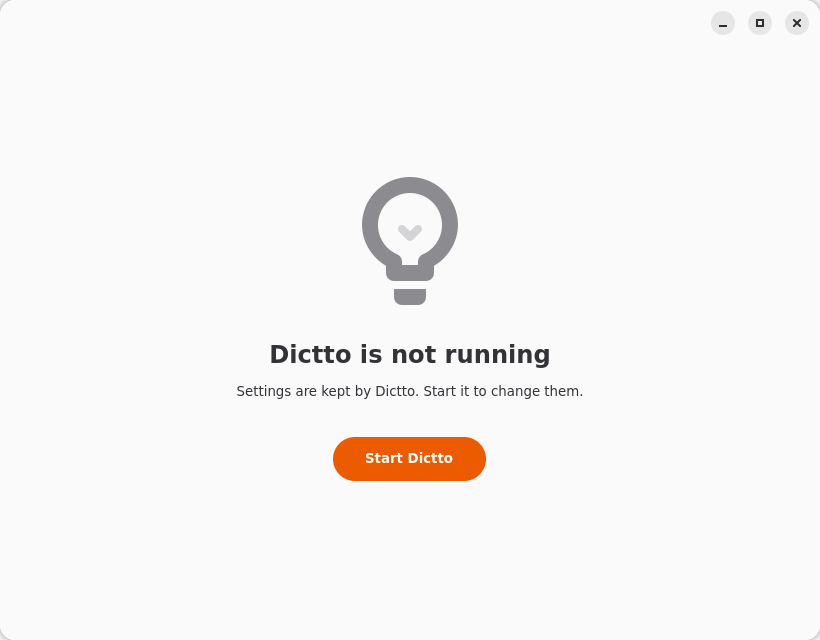 Dictto is not running
Settings are kept by Dictto. Start it to change them.
Start Dictto